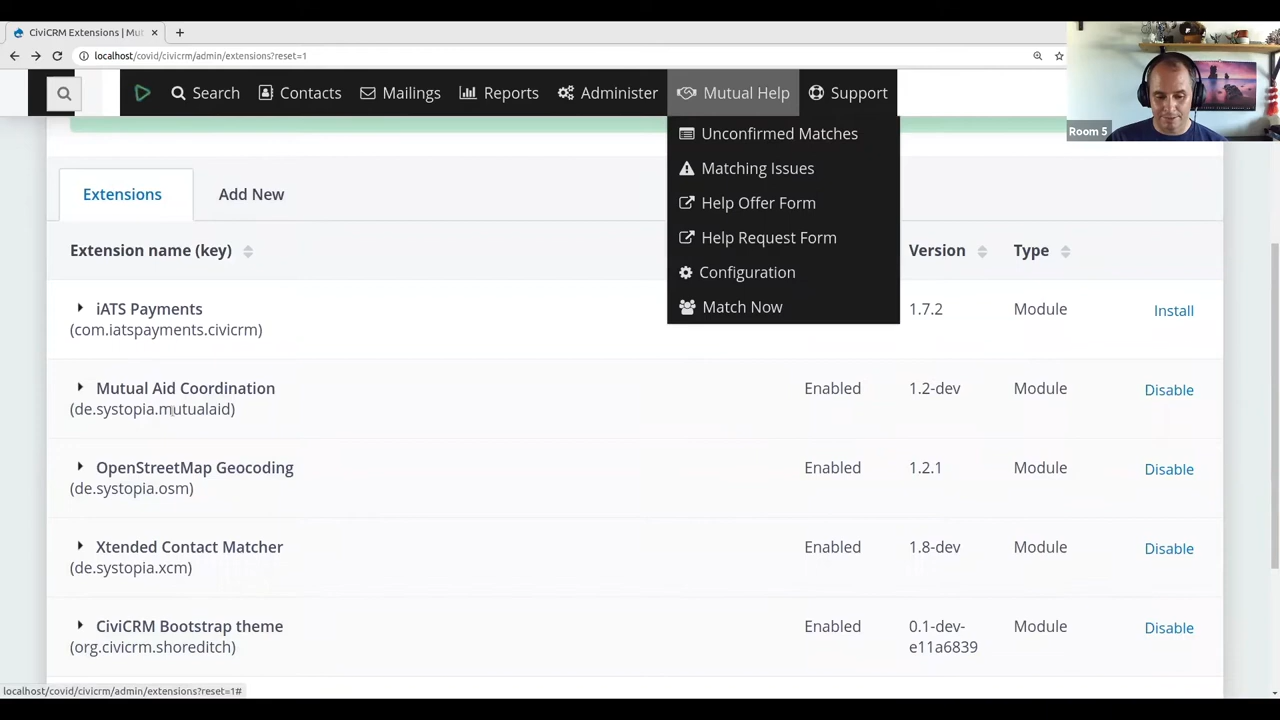 CiviCRM Extensions | Mut
localhost/covid/civicrm/admin/extensions?reset=1
Search
Contacts
Mailings
Reports
Administer
Mutual Help
Support
Room 5
Unconfirmed Matches
Matching Issues
Help Offer Form
Help Request Form
Configuration
Match Now
Extensions
Add New
Extension name (key)
Version
Type
iATS Payments
(com.iatspayments.civicrm)
1.7.2
Module
Install
Mutual Aid Coordination
(de.systopia.mutualaid)
Enabled
1.2-dev
Module
Disable
OpenStreetMap Geocoding
(de.systopia.osm)
Enabled
1.2.1
Module
Disable
Xtended Contact Matcher
(de.systopia.xcm)
Enabled
1.8-dev
Module
Disable
CiviCRM Bootstrap theme
(org.civicrm.shoreditch)
Enabled
0.1-dev-
e11a6839
Module
Disable
localhost/covid/civicrm/admin/extensions?reset=1#